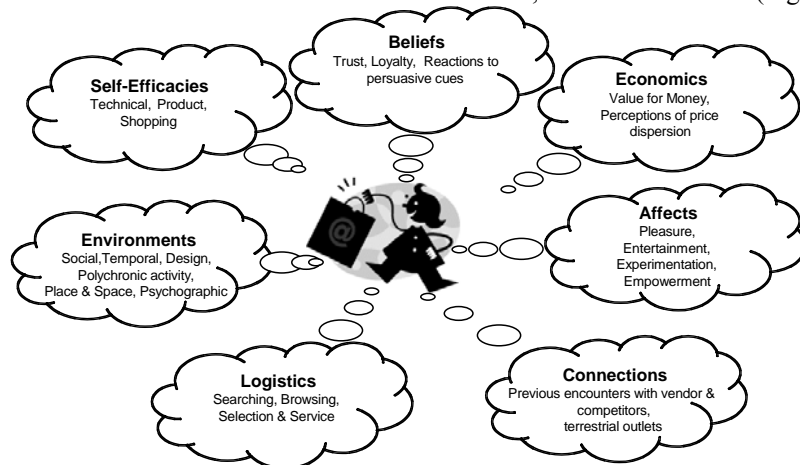 Beliefs
Trust, Loyalty, Reactions to
persuasive cues
Self-Efficacies
Technical, Product,
Shopping
Economics
Value for Money,
Perceptions of price
dispersion
@
Environments
Social,Temporal, Design,
Polychronic activity,
Place & Space, Psychographic
Affects
Pleasure,
Entertainment,
Experimentation,
Empowerment
Logistics
Searching, Browsing,
Selection & Service
Connections
Previous encounters with vendor &
competitors,
terrestrial outlets